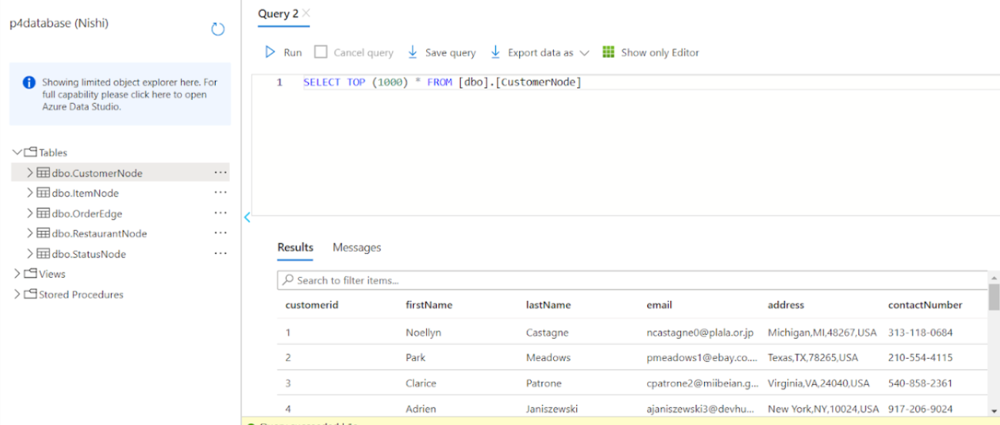 p4database (Nishi)
Showing limited object explorer here. For
full capability please click here to open
Azure Data Studio.
Tables
dbo.CustomerNode
dbo.ItemNode
dbo.OrderEdge
dbo.RestaurantNode
dbo.StatusNode
Views
Stored Procedures
Query 2
Run Cancel query Save query Export data as Show only Editor
1 SELECT TOP (1000) * FROM [dbo].[CustomerNode]
Results Messages
Search to filter items...
customerid firstName lastName email address contactNumber
1 Noellyn Castagne ncastagne0@plala.or.jp Michigan,MI,48267,USA 313-118-0684
2 Park Meadows pmeadows1@ebay.co.... Texas,TX,78265,USA 210-554-4115
3 Clarice Patrone cpatrone2@miibeian.g... Virginia,VA,24040,USA 540-858-2361
4 Adrien Janiszewski ajaniszewski3@devhu... New York,NY,10024,USA 917-206-9024